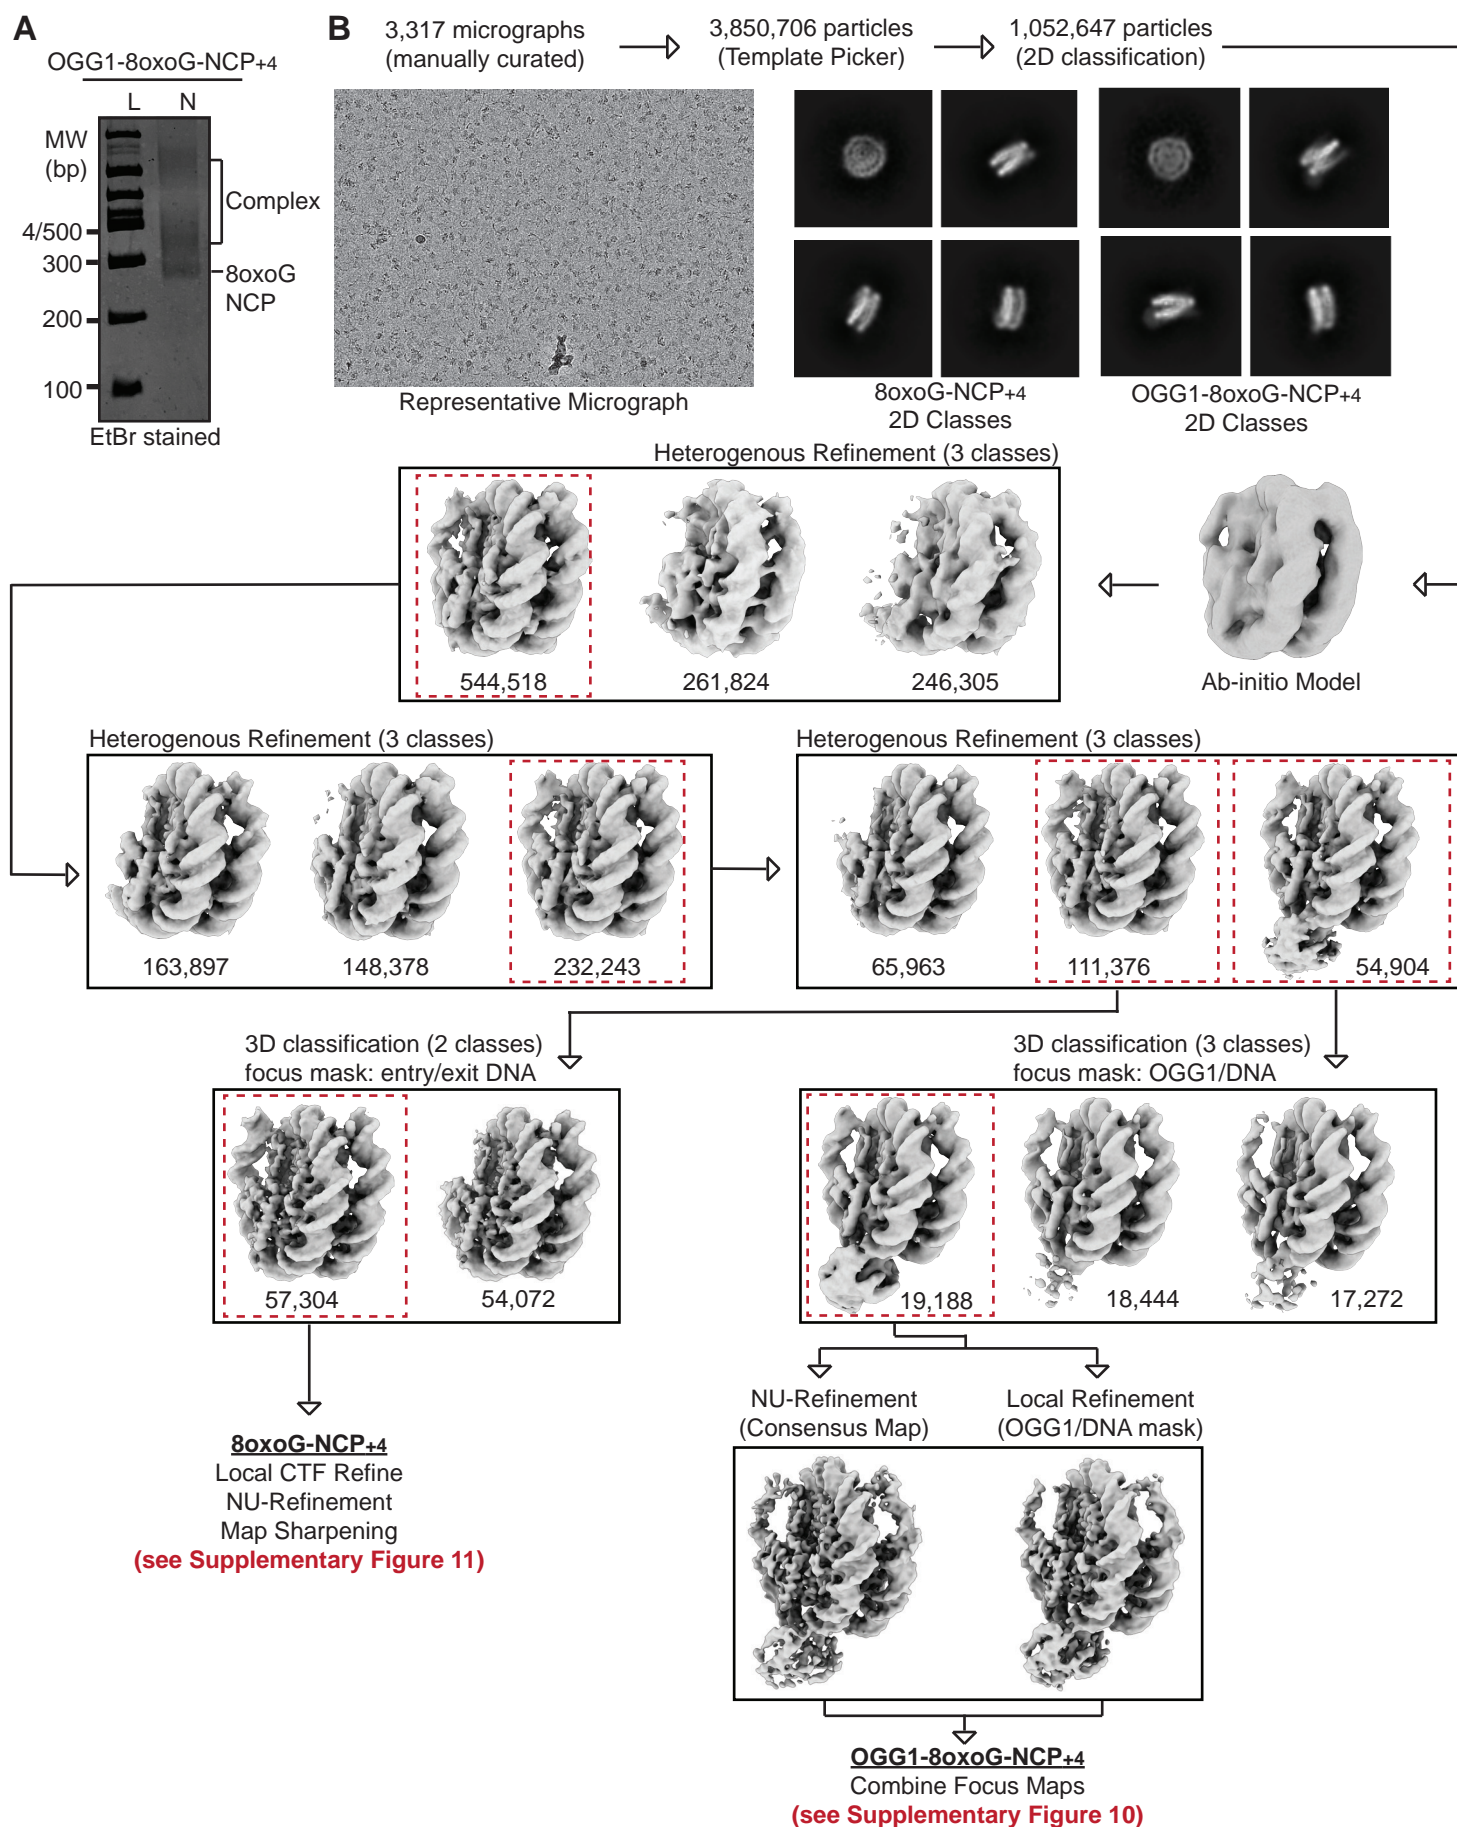 A
OGG1-8oxoG-NCP+4
L N
MW
(bp)
4/500
300
200
100
Complex
8oxoG
NCP
EtBr stained
B
3,317 micrographs
(manually curated)
3,850,706 particles
(Template Picker)
1,052,647 particles
(2D classification)
Representative Micrograph
8oxoG-NCP+4
2D Classes
OGG1-8oxoG-NCP+4
2D Classes
Heterogenous Refinement (3 classes)
544,518
261,824
246,305
Ab-initio Model
Heterogenous Refinement (3 classes)
163,897
148,378
232,243
Heterogenous Refinement (3 classes)
65,963
111,376
54,904
3D classification (2 classes)
focus mask: entry/exit DNA
57,304
54,072
3D classification (3 classes)
focus mask: OGG1/DNA
19,188
18,444
17,272
8oxoG-NCP+4
Local CTF Refine
NU-Refinement
Map Sharpening
(see Supplementary Figure 11)
NU-Refinement
(Consensus Map)
Local Refinement
(OGG1/DNA mask)
OGG1-8oxoG-NCP+4
Combine Focus Maps
(see Supplementary Figure 10)